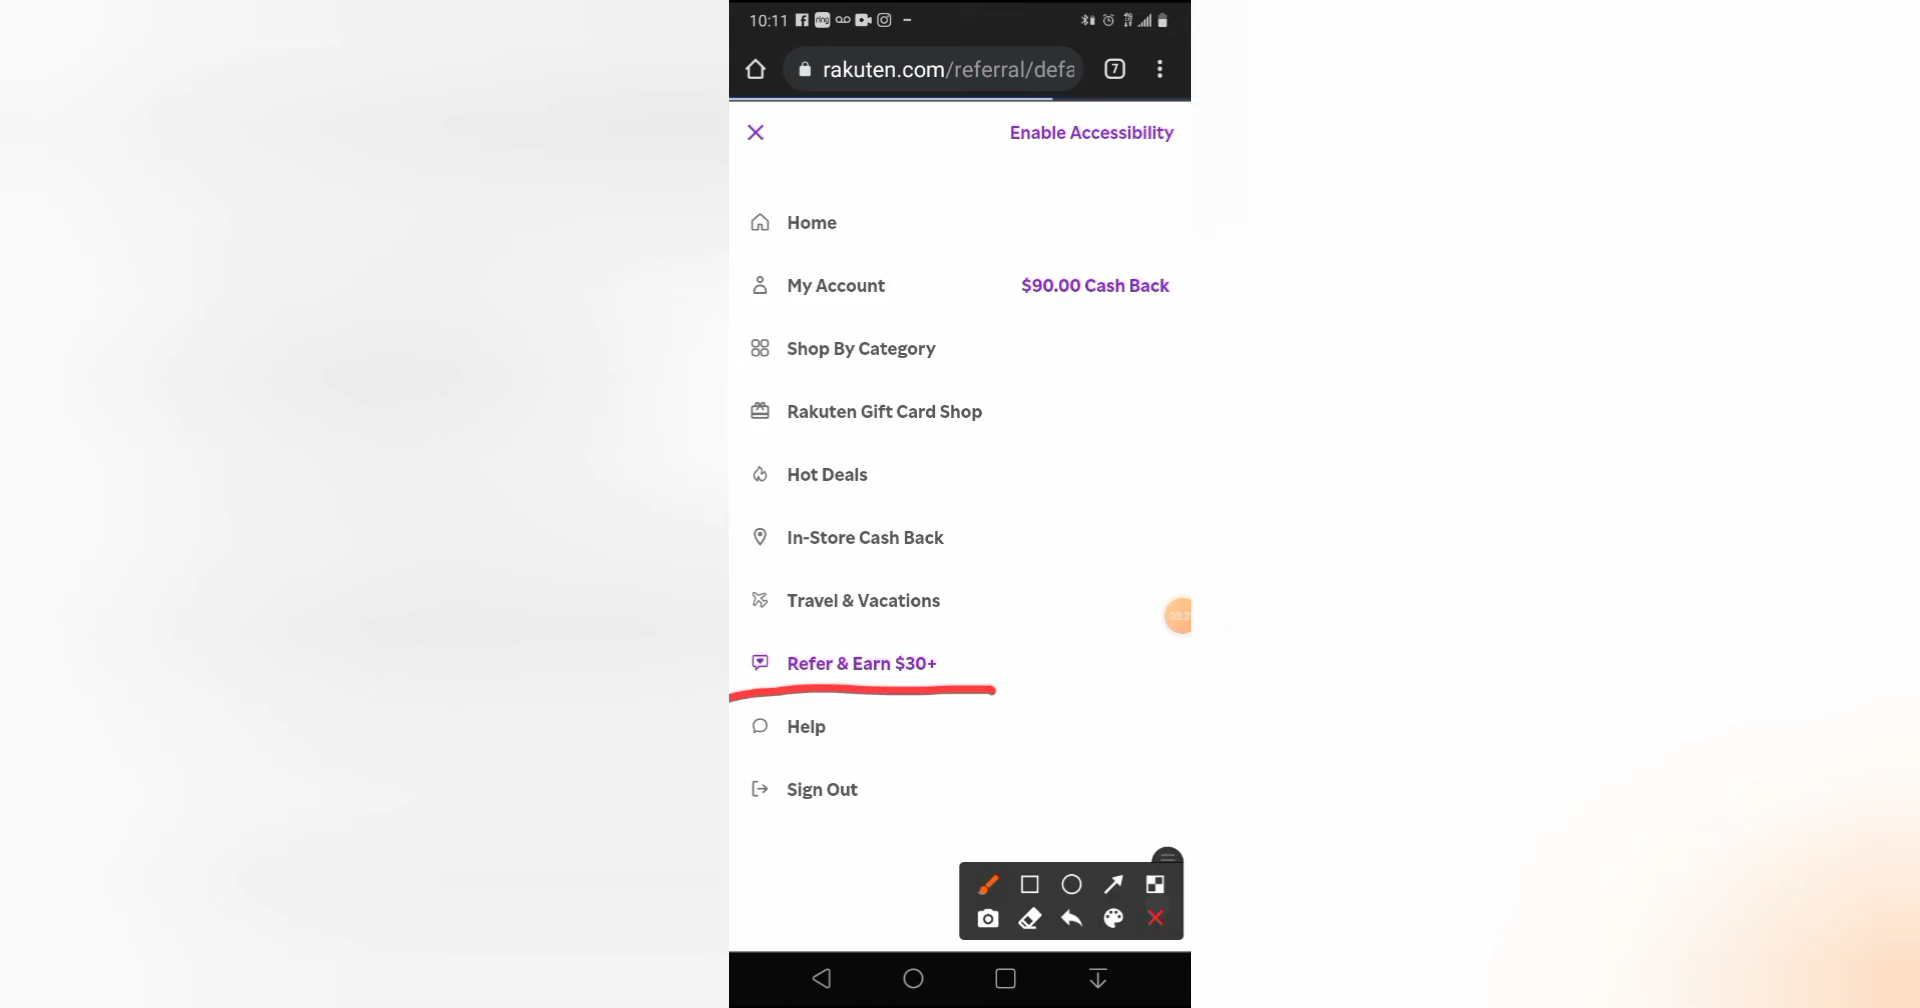 10:11
rakuten.com/referral/defa
7
Enable Accessibility
Home
My Account
$90.00 Cash Back
Shop By Category
Rakuten Gift Card Shop
Hot Deals
In-Store Cash Back
Travel & Vacations
Refer & Earn $30+
Help
Sign Out